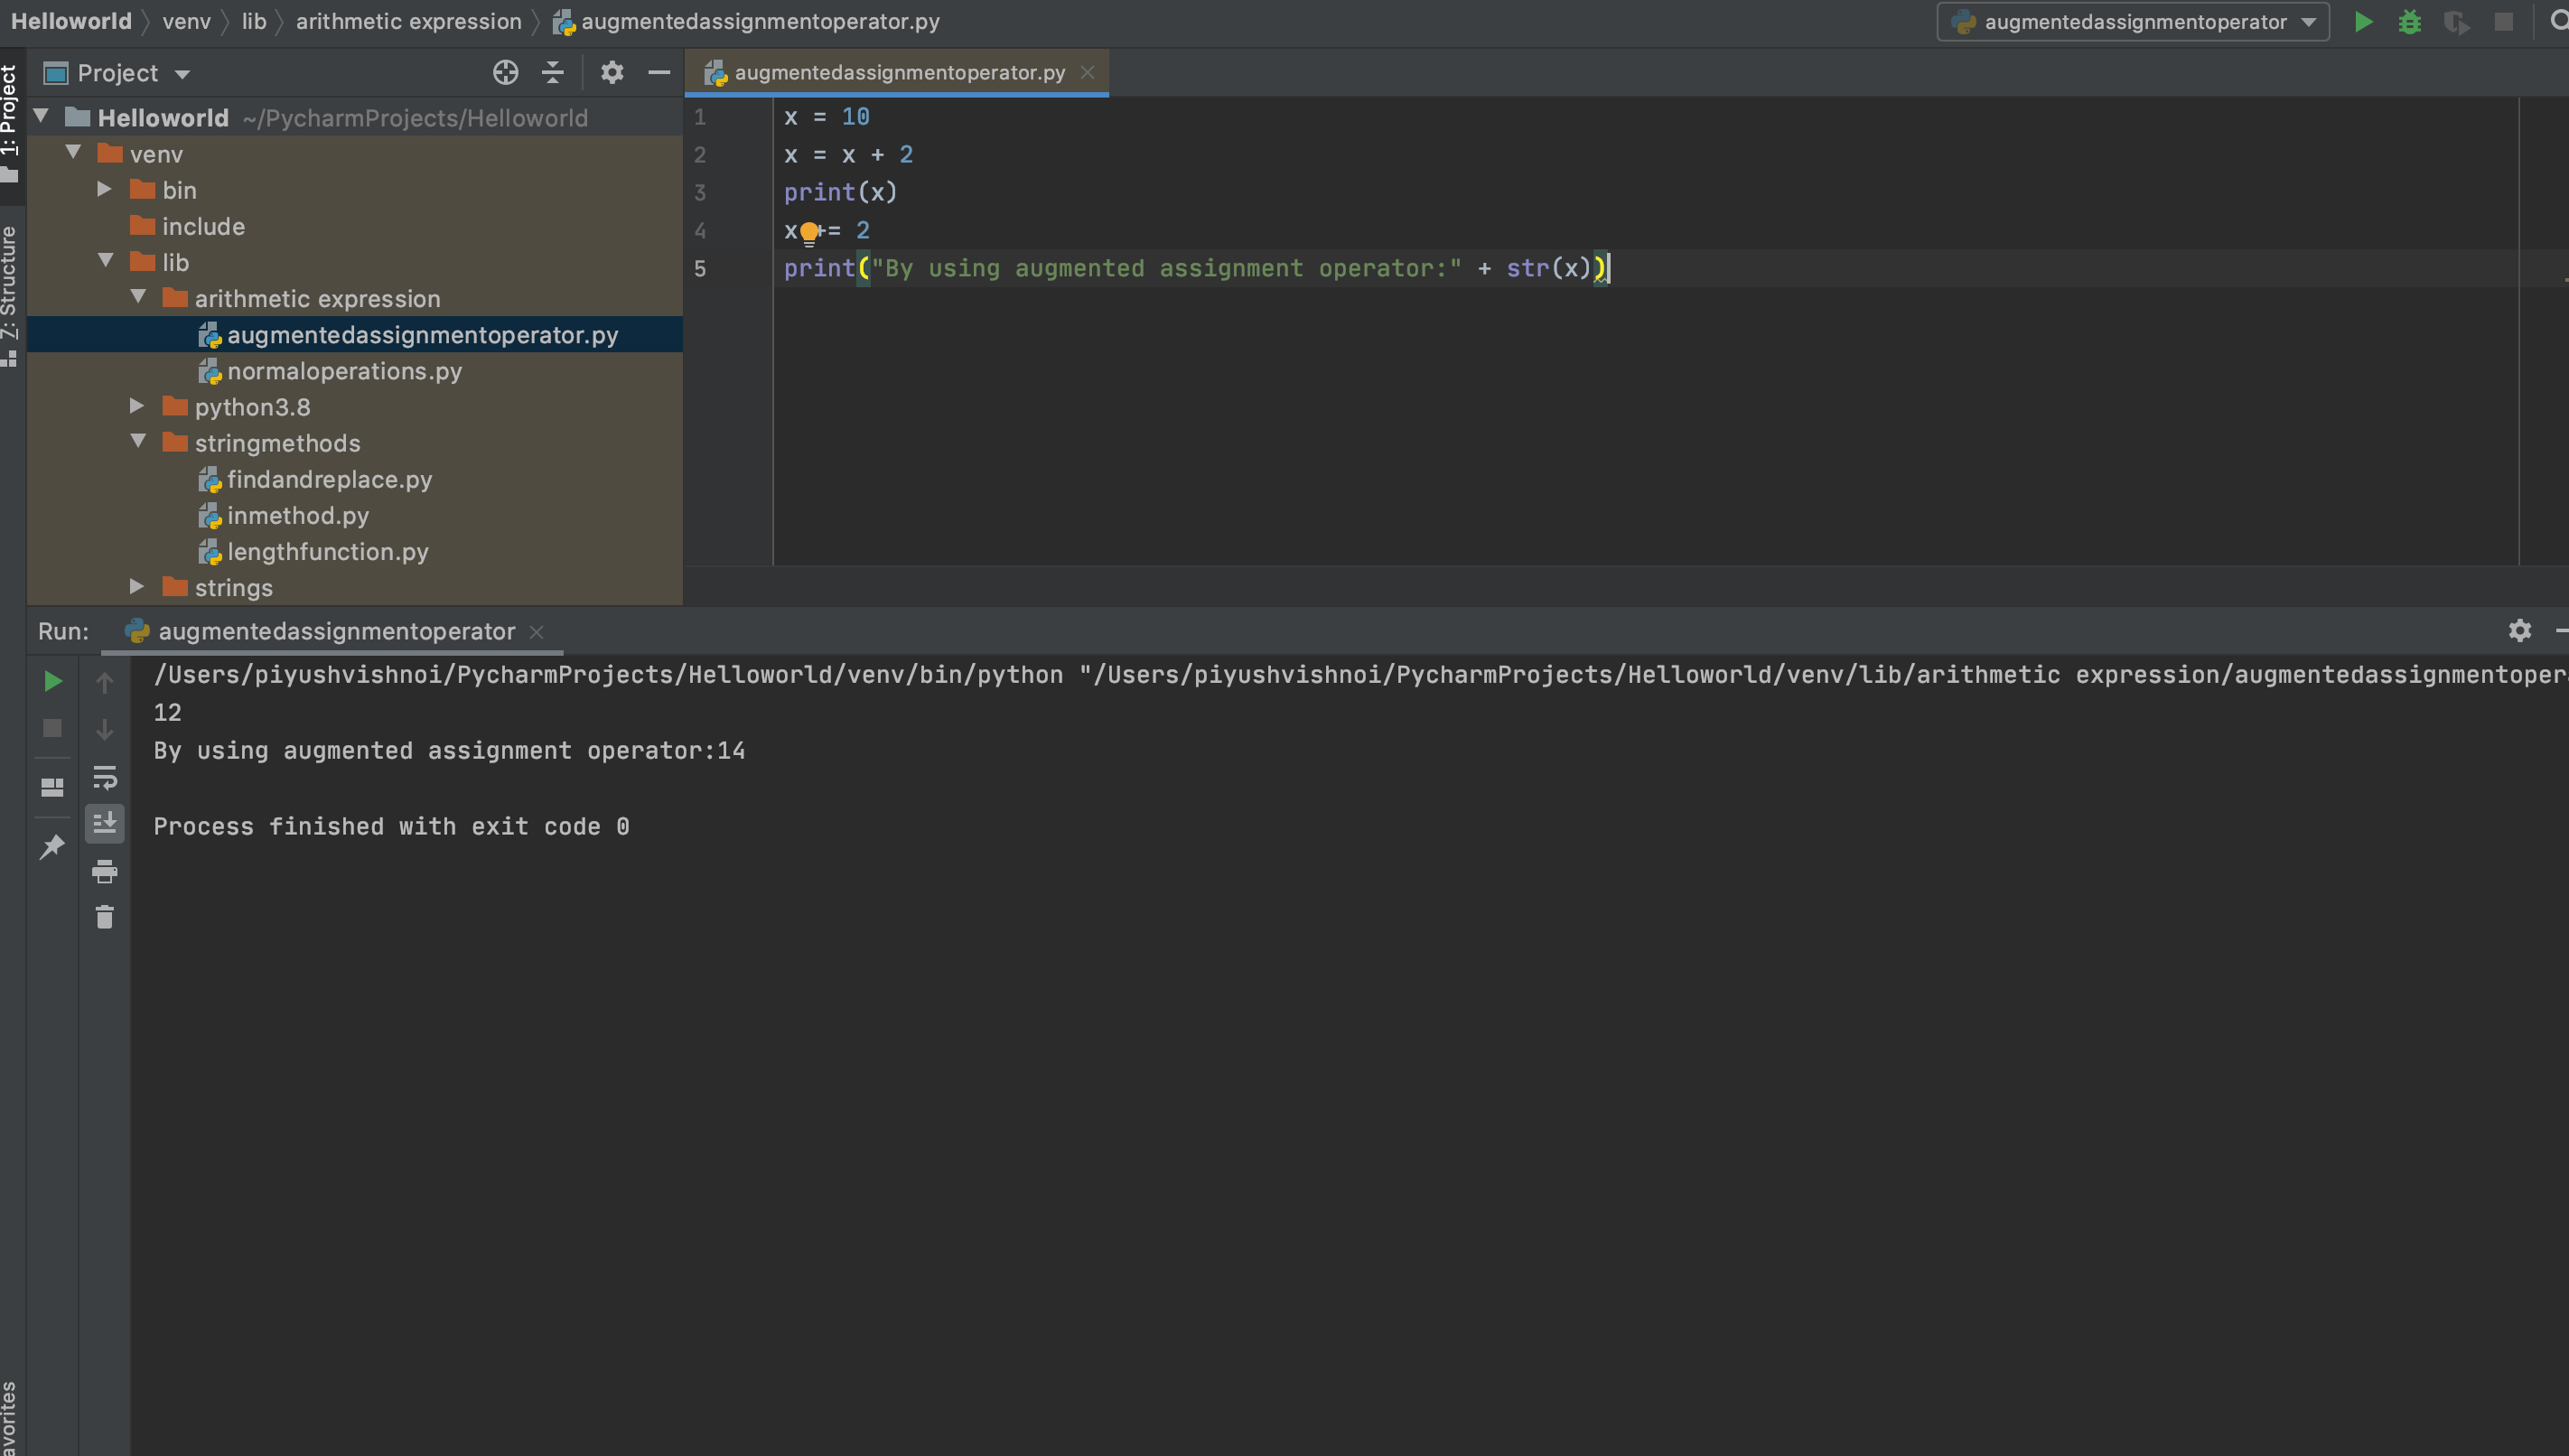 Helloworld venv lib arithmetic expression augmentedassignmentoperator.py
augmentedassignmentoperator
1: Project
Project
augmentedassignmentoperator.py
Helloworld ~/PycharmProjects/Helloworld
venv
bin
include
lib
arithmetic expression
augmentedassignmentoperator.py
normaloperations.py
python3.8
stringmethods
findandreplace.py
inmethod.py
lengthfunction.py
strings
Z: Structure
1 x = 10
2 x = x + 2
3 print(x)
4 x += 2
5 print("By using augmented assignment operator:" + str(x))
Run: augmentedassignmentoperator
/Users/piyushvishnoi/PycharmProjects/Helloworld/venv/bin/python "/Users/piyushvishnoi/PycharmProjects/Helloworld/venv/lib/arithmetic expression/augmentedassignmentoper
12
By using augmented assignment operator:14
Process finished with exit code 0
avorites